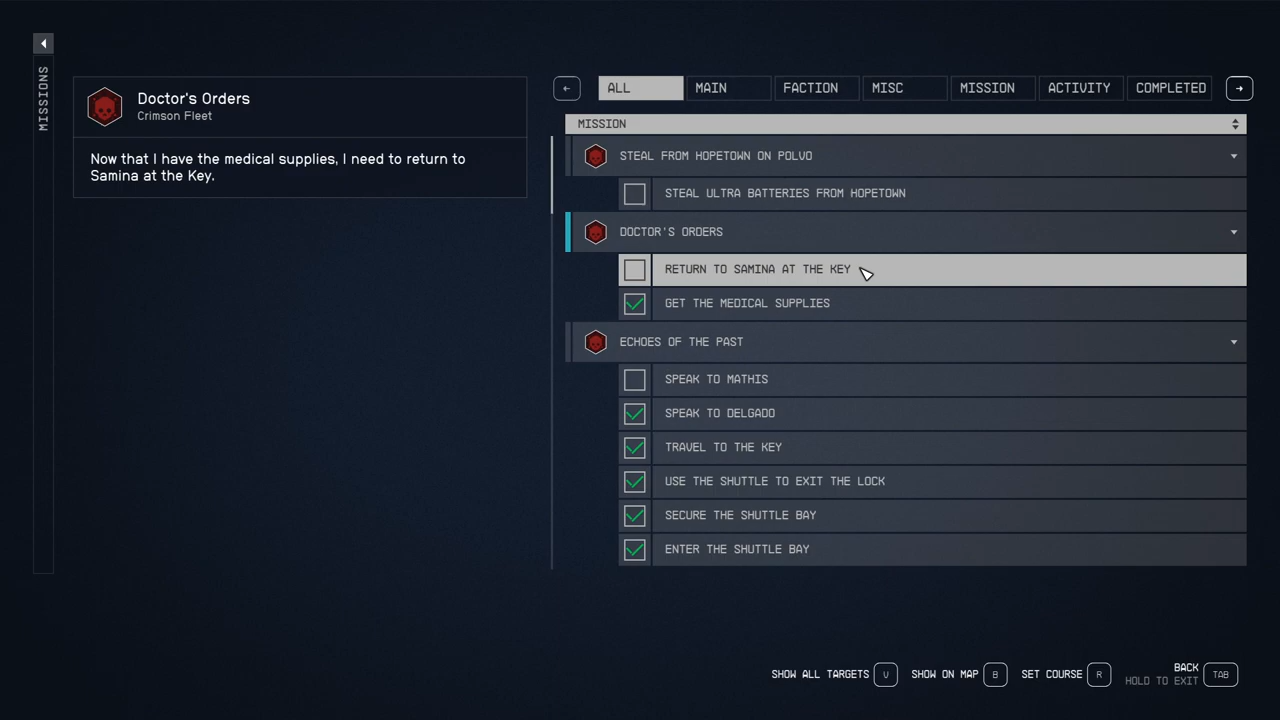 MISSIONS
Doctor's Orders
Crimson Fleet
Now that I have the medical supplies, I need to return to
Samina at the Key.
ALL
MAIN
FACTION
MISC
MISSION
ACTIVITY
COMPLETED
MISSION
STEAL FROM HOPETOWN ON POLVO
STEAL ULTRA BATTERIES FROM HOPETOWN
DOCTOR'S ORDERS
RETURN TO SAMINA AT THE KEY
GET THE MEDICAL SUPPLIES
ECHOES OF THE PAST
SPEAK TO MATHIS
SPEAK TO DELGADO
TRAVEL TO THE KEY
USE THE SHUTTLE TO EXIT THE LOCK
SECURE THE SHUTTLE BAY
ENTER THE SHUTTLE BAY
SHOW ALL TARGETS V
SHOW ON MAP B
SET COURSE R
BACK
HOLD TO EXIT
TAB